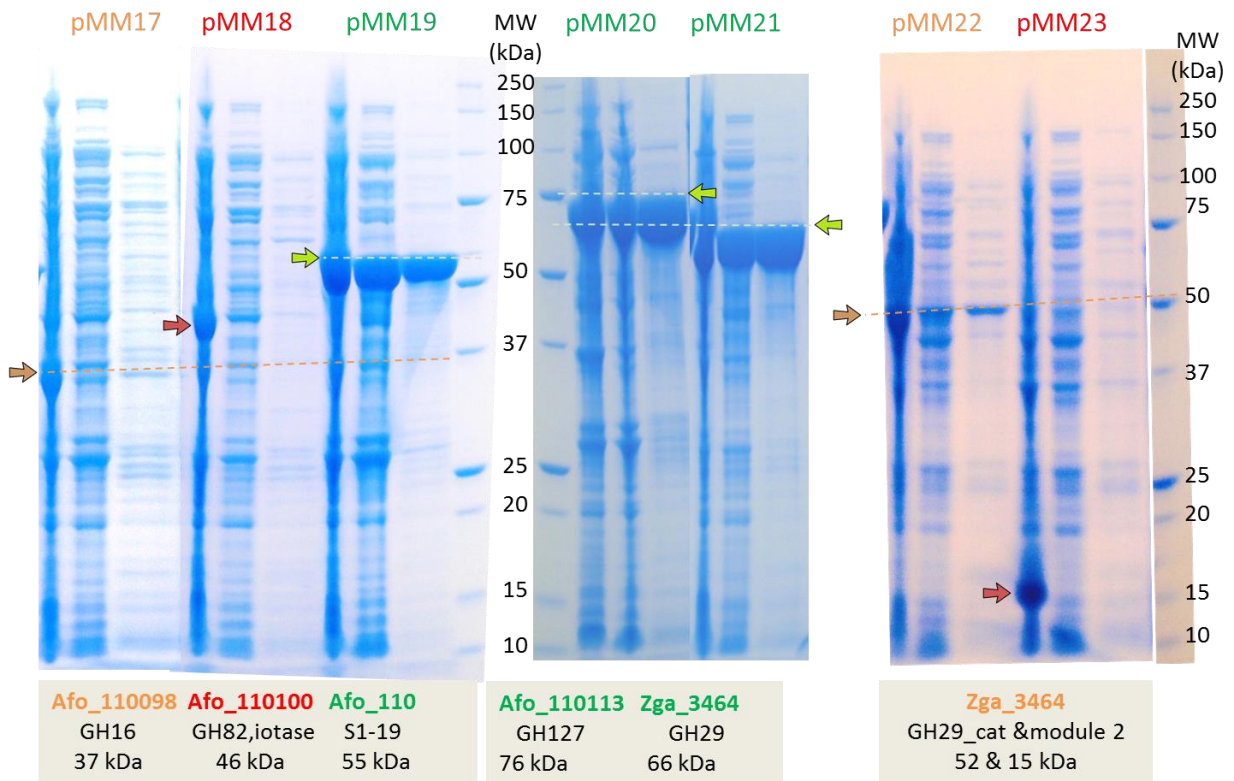 pMM17 pMM18 pMM19 MW pMM20 pMM21 pMM22 pMM23
(kDa)
MW
(kDa)
250
150
100
75
50
37
25
20
15
10
250
150
100
75
50
37
25
20
15
10
Afo_110098 Afo_110100 Afo_110
GH16 GH82,iotase S1-19
37 kDa 46 kDa 55 kDa
Afo_110113 Zga_3464
GH127 GH29
76 kDa 66 kDa
Zga_3464
GH29_cat &module 2
52 & 15 kDa